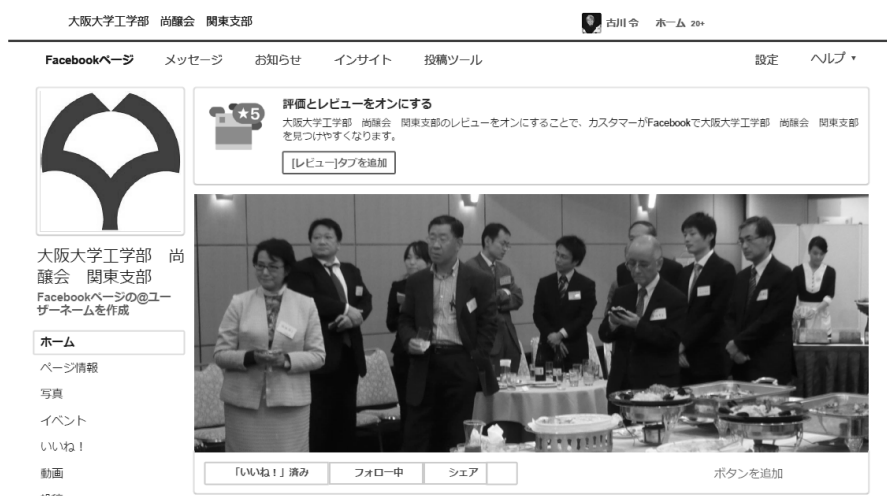 大阪大学工学部　尚醸会　関東支部
古川 令　ホーム 20+
Facebookページ　メッセージ　お知らせ　インサイト　投稿ツール　設定　ヘルプ
★5
評価とレビューをオンにする
大阪大学工学部　尚醸会　関東支部のレビューをオンにすることで、カスタマーがFacebookで大阪大学工学部　尚醸会　関東支部
を見つけやすくなります。
[レビュー]タブを追加
大阪大学工学部　尚
醸会　関東支部
Facebookページの@ユー
ザーネームを作成
ホーム
ページ情報
写真
イベント
いいね！
動画
「いいね！」済み　フォロー中　シェア　ボタンを追加